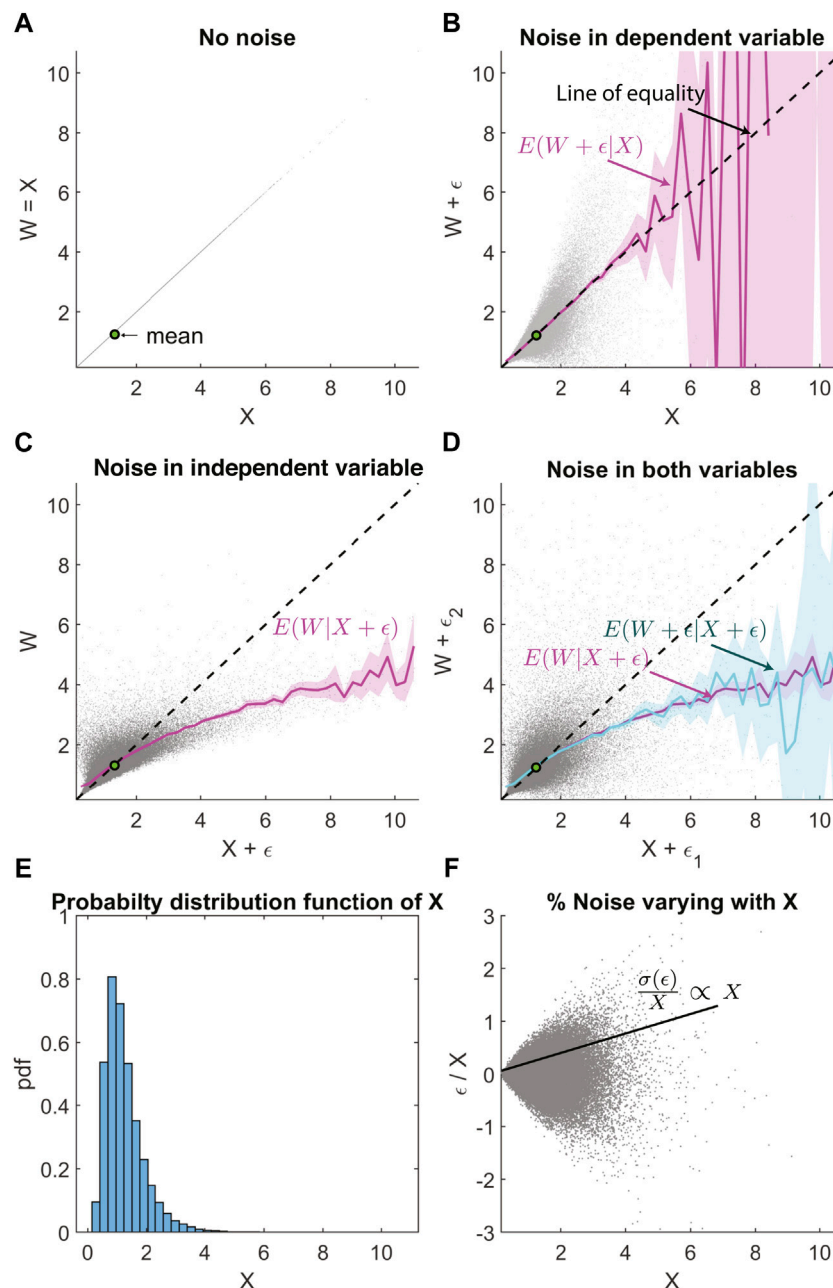 A
No noise
10
8
6
4
2
W = X
mean
2 4 6 8 10
X
B
Noise in dependent variable
10
8
6
4
2
W + ϵ
Line of equality
E(W + ϵ|X)
2 4 6 8 10
X
C
Noise in independent variable
10
8
6
4
2
W
E(W|X + ϵ)
2 4 6 8 10
X + ϵ
D
Noise in both variables
10
8
6
4
2
W + ϵ₂
E(W + ϵ|X + ϵ)
E(W|X + ϵ)
2 4 6 8 10
X + ϵ₁
E
Probabilty distribution function of X
1
0.8
0.6
0.4
0.2
0
pdf
0 2 4 6 8 10
X
F
% Noise varying with X
3
2
1
0
-1
-2
-3
ϵ / X
σ(ϵ)/X ∝ X
2 4 6 8 10
X